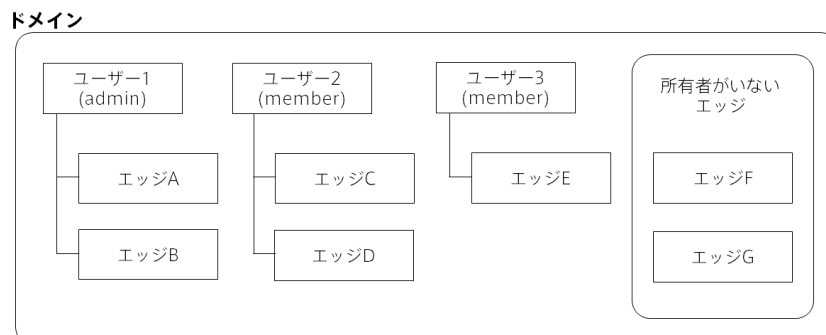 ドメイン
ユーザー1
(admin)
エッジA
エッジB
ユーザー2
(member)
エッジC
エッジD
ユーザー3
(member)
エッジE
所有者がいない
エッジ
エッジF
エッジG